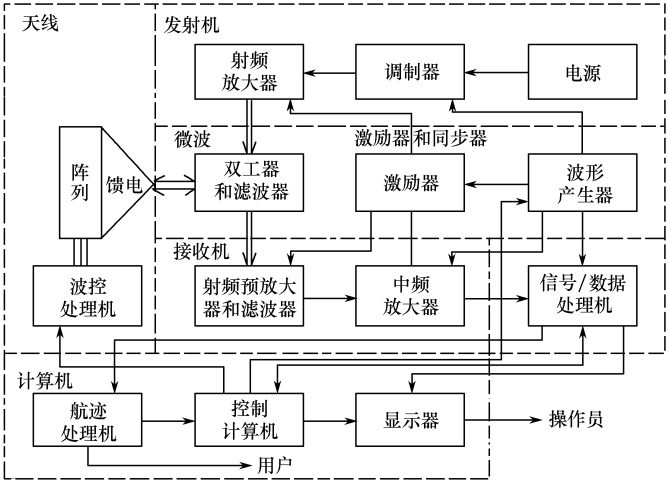 天线
发射机
射频
放大器
调制器
电源
微波
激励器和同步器
阵
列
馈电
双工器
和滤波器
激励器
波形
产生器
接收机
波控
处理机
射频预放大
器和滤波器
中频
放大器
信号/数据
处理机
计算机
航迹
处理机
控制
计算机
显示器
操作员
用户